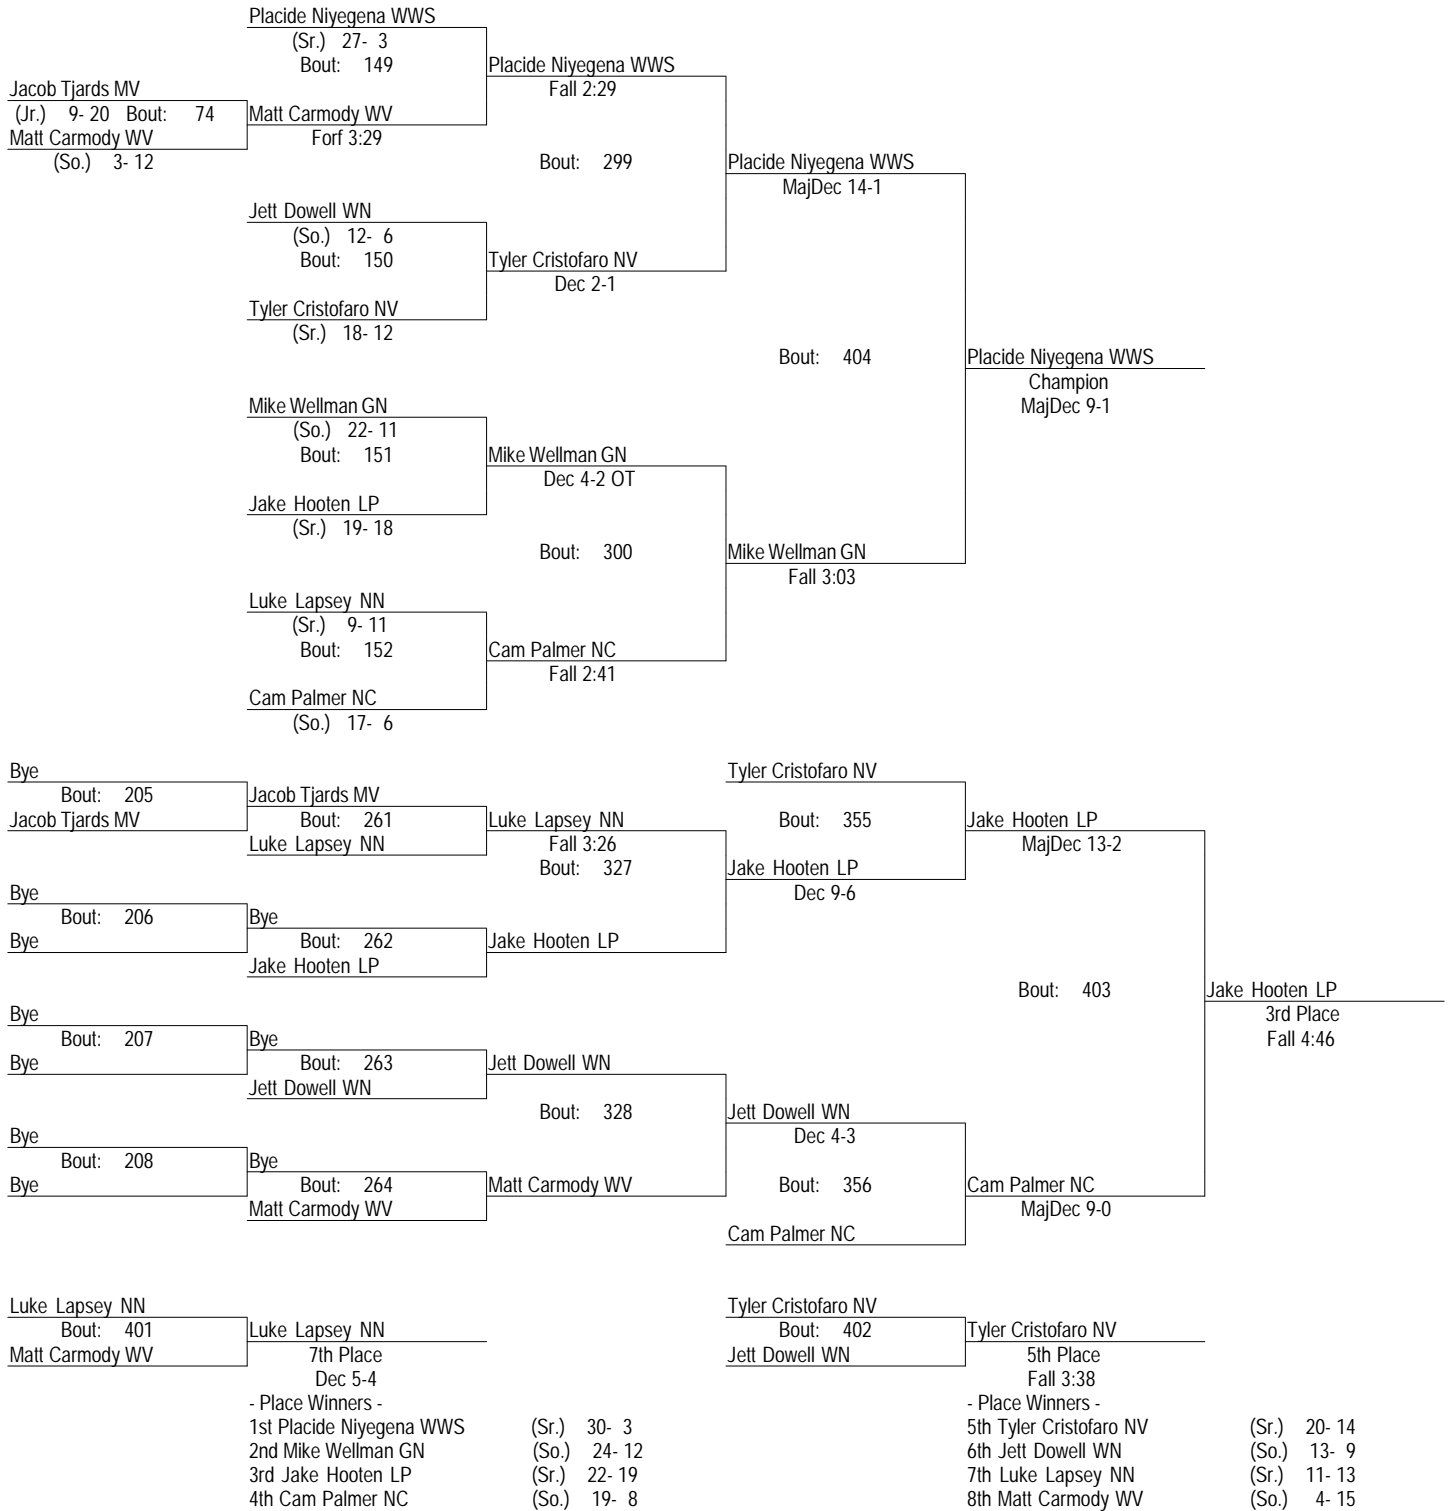 Placide Niyegena WWS
(Sr.) 27- 3
Bout: 149
Placide Niyegena WWS
Fall 2:29
Jacob Tjards MV
(Jr.) 9- 20 Bout: 74
Matt Carmody WV
(So.) 3- 12
Matt Carmody WV
Forf 3:29
Bout: 299
Placide Niyegena WWS
MajDec 14-1
Jett Dowell WN
(So.) 12- 6
Bout: 150
Tyler Cristofaro NV
Dec 2-1
Tyler Cristofaro NV
(Sr.) 18- 12
Bout: 404
Placide Niyegena WWS
Champion
MajDec 9-1
Mike Wellman GN
(So.) 22- 11
Bout: 151
Mike Wellman GN
Dec 4-2 OT
Jake Hooten LP
(Sr.) 19- 18
Bout: 300
Mike Wellman GN
Fall 3:03
Luke Lapsey NN
(Sr.) 9- 11
Bout: 152
Cam Palmer NC
Fall 2:41
Cam Palmer NC
(So.) 17- 6
Bye
Bout: 205
Jacob Tjards MV
Jacob Tjards MV
Bout: 261
Luke Lapsey NN
Luke Lapsey NN
Fall 3:26
Bout: 327
Tyler Cristofaro NV
Bout: 355
Jake Hooten LP
MajDec 13-2
Jake Hooten LP
Dec 9-6
Bye
Bout: 206
Bye
Bye
Bout: 262
Jake Hooten LP
Jake Hooten LP
Bout: 403
Jake Hooten LP
3rd Place
Fall 4:46
Bye
Bout: 207
Bye
Bye
Bout: 263
Jett Dowell WN
Jett Dowell WN
Bout: 328
Jett Dowell WN
Dec 4-3
Bye
Bout: 208
Bye
Bye
Bout: 264
Matt Carmody WV
Matt Carmody WV
Bout: 356
Cam Palmer NC
MajDec 9-0
Cam Palmer NC
Luke Lapsey NN
Bout: 401
Matt Carmody WV
Luke Lapsey NN
7th Place
Dec 5-4
Tyler Cristofaro NV
Bout: 402
Jett Dowell WN
Tyler Cristofaro NV
5th Place
Fall 3:38
- Place Winners -
1st Placide Niyegena WWS (Sr.) 30- 3
2nd Mike Wellman GN (So.) 24- 12
3rd Jake Hooten LP (Sr.) 22- 19
4th Cam Palmer NC (So.) 19- 8
- Place Winners -
5th Tyler Cristofaro NV (Sr.) 20- 14
6th Jett Dowell WN (So.) 13- 9
7th Luke Lapsey NN (Sr.) 11- 13
8th Matt Carmody WV (So.) 4- 15